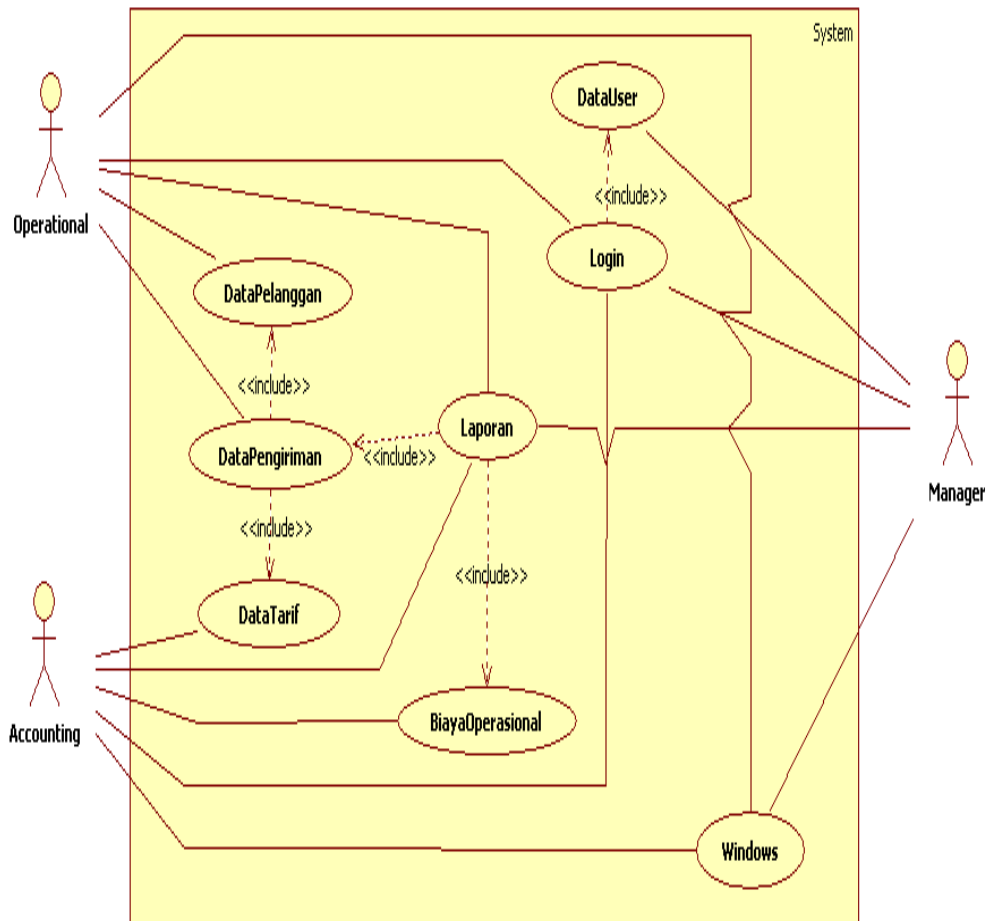 System
DataUser
<<include>>
Operational
Login
DataPelanggan
<<include>>
Laporan
DataPengiriman
<<include>>
Manager
<<include>>
<<include>>
DataTarif
BiayaOperasional
Accounting
Windows